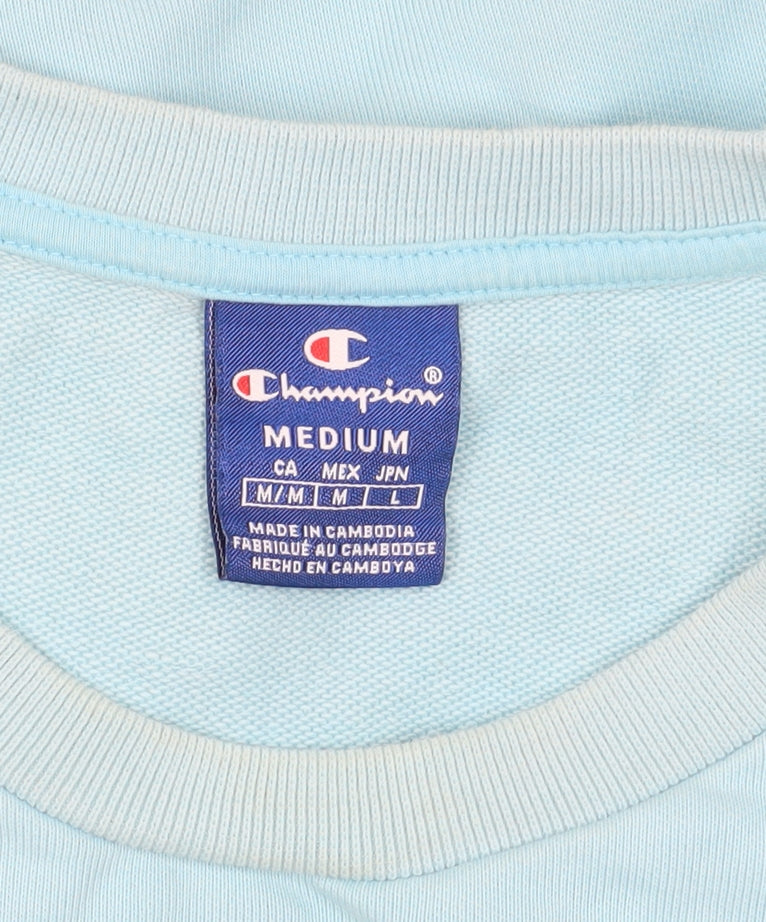 Champion®
MEDIUM
CA MEX JPN
M/M M L
MADE IN CAMBODIA
FABRIQUÉ AU CAMBODGE
HECHO EN CAMBOYA